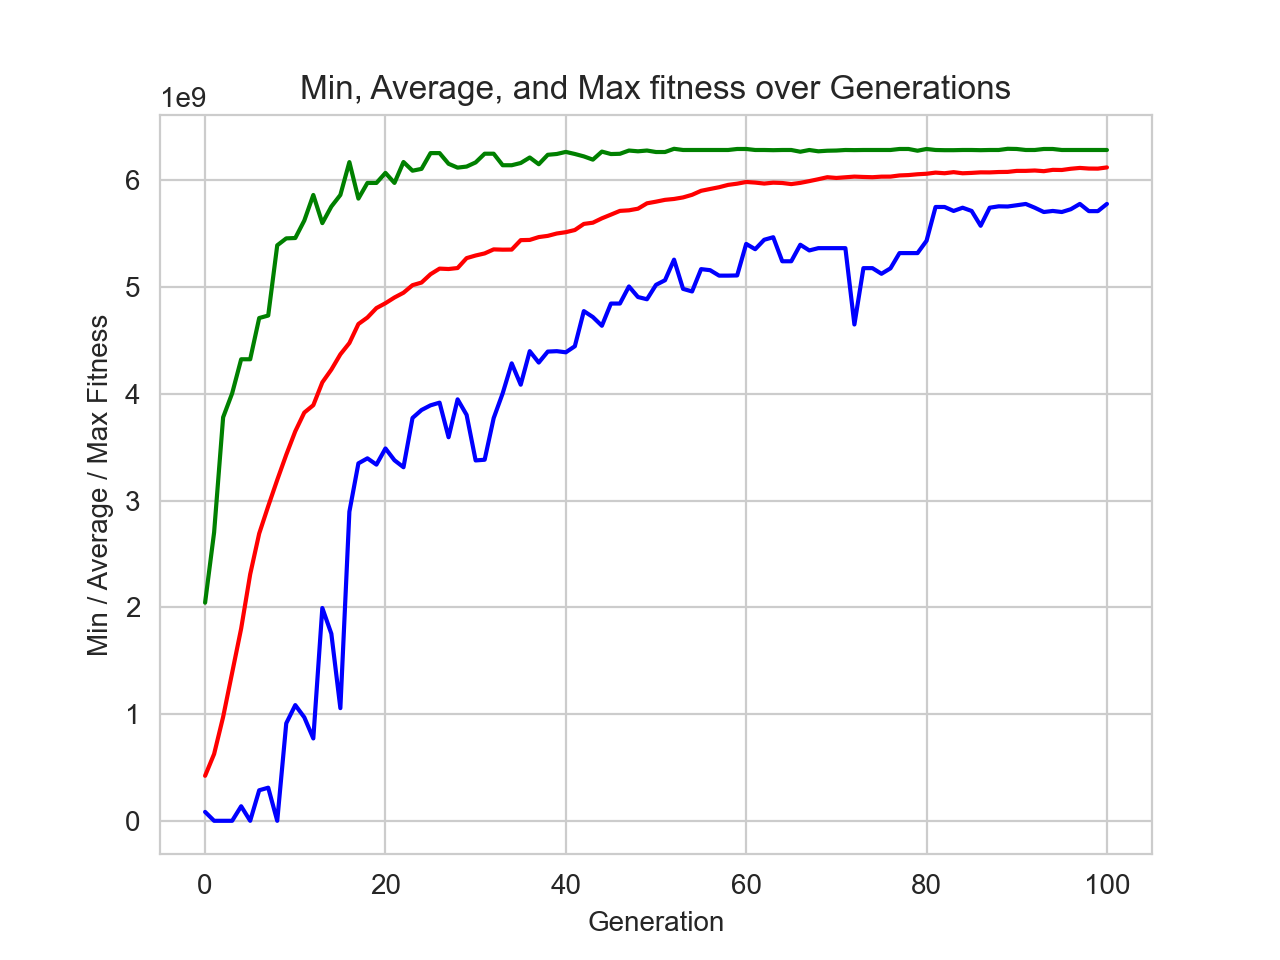 Min, Average, and Max fitness over Generations
1e9
Min / Average / Max Fitness
6
5
4
3
2
1
0
0 20 40 60 80 100
Generation